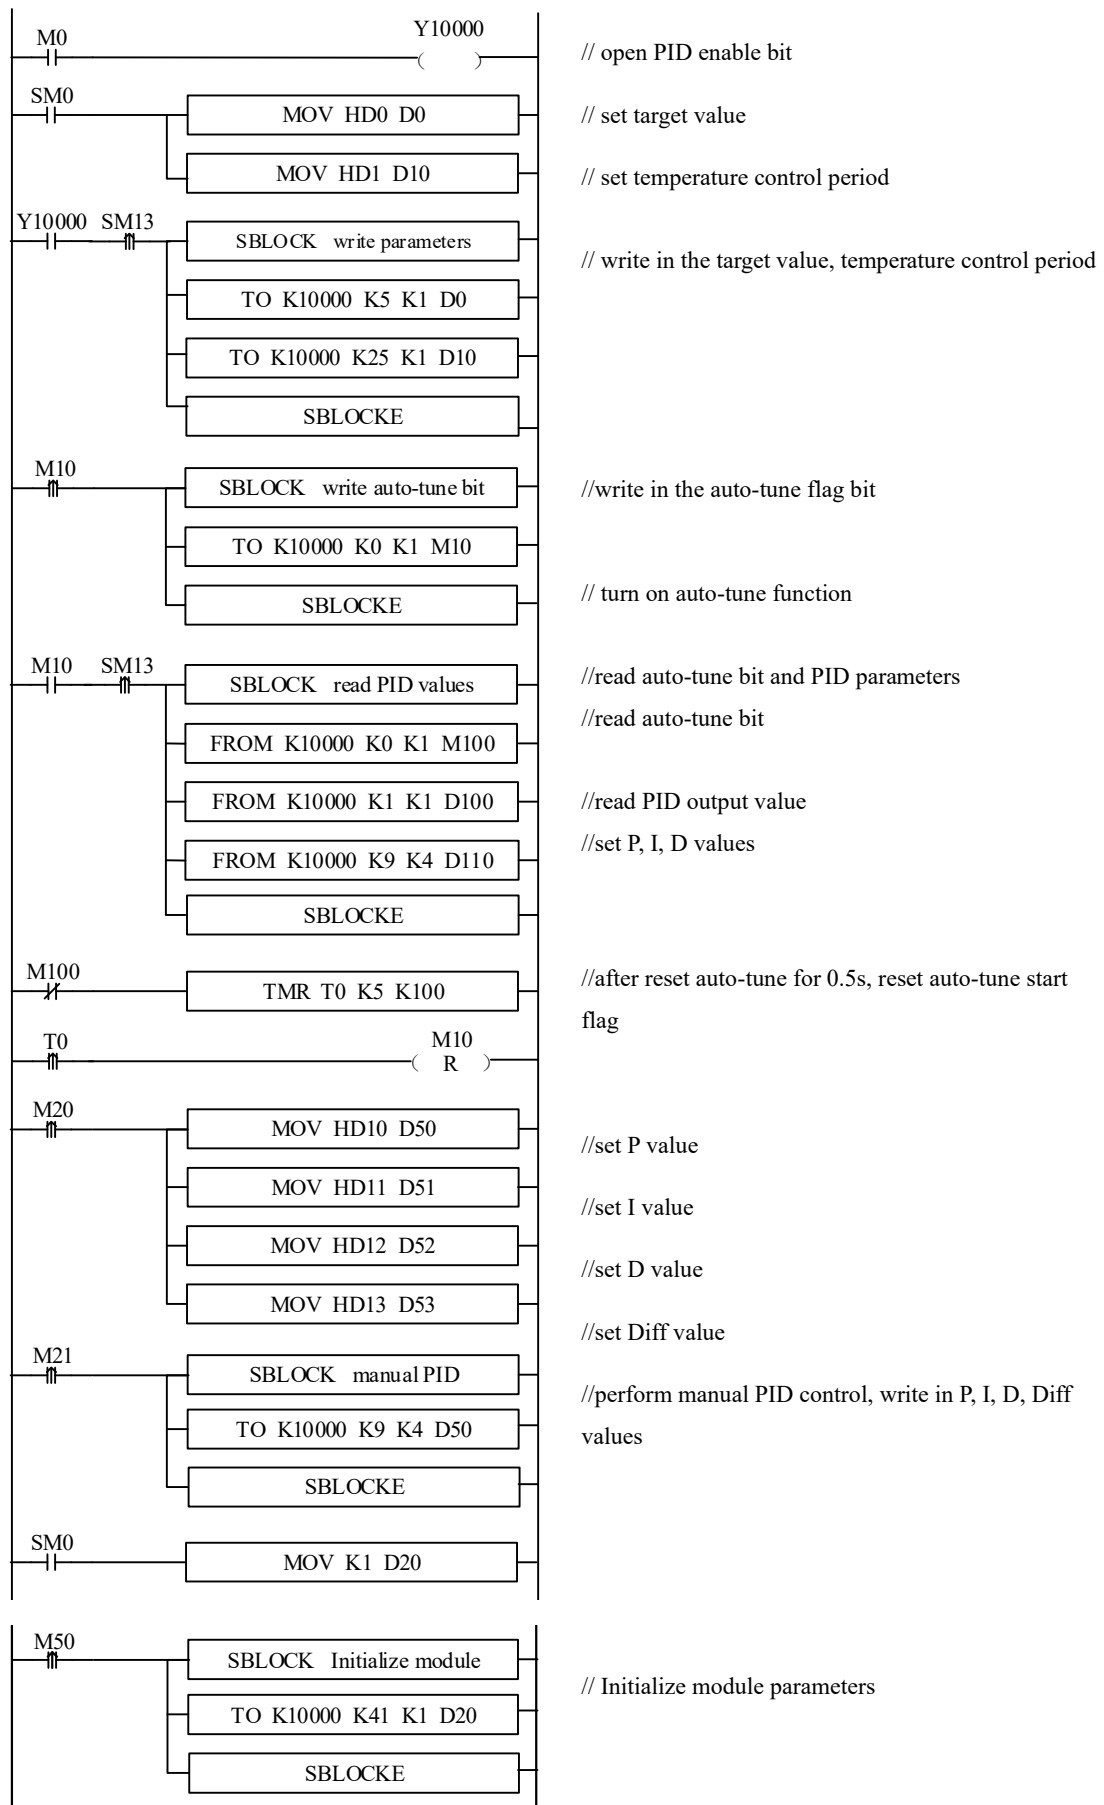 M0
Y10000
( )
// open PID enable bit
SM0
MOV HD0 D0
// set target value
MOV HD1 D10
// set temperature control period
Y10000 SM13
SBLOCK write parameters
// write in the target value, temperature control period
TO K10000 K5 K1 D0
TO K10000 K25 K1 D10
SBLOCKE
M10
SBLOCK write auto-tune bit
//write in the auto-tune flag bit
TO K10000 K0 K1 M10
SBLOCKE
// turn on auto-tune function
M10 SM13
SBLOCK read PID values
//read auto-tune bit and PID parameters
//read auto-tune bit
FROM K10000 K0 K1 M100
FROM K10000 K1 K1 D100
//read PID output value
//set P, I, D values
FROM K10000 K9 K4 D110
SBLOCKE
M100
TMR T0 K5 K100
//after reset auto-tune for 0.5s, reset auto-tune start
flag
T0
M10
( R )
M20
MOV HD10 D50
//set P value
MOV HD11 D51
//set I value
MOV HD12 D52
//set D value
MOV HD13 D53
//set Diff value
M21
SBLOCK manual PID
//perform manual PID control, write in P, I, D, Diff
values
TO K10000 K9 K4 D50
SBLOCKE
SM0
MOV K1 D20
M50
SBLOCK Initialize module
// Initialize module parameters
TO K10000 K41 K1 D20
SBLOCKE